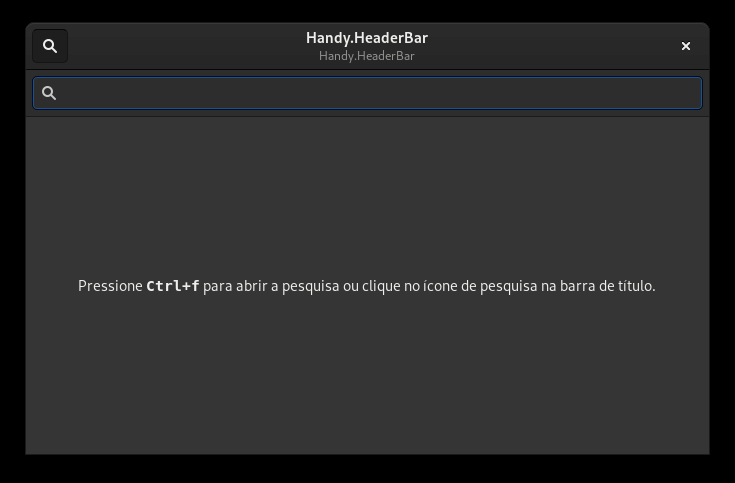 Handy.HeaderBar
Handy.HeaderBar
Pressione Ctrl+f para abrir a pesquisa ou clique no ícone de pesquisa na barra de título.